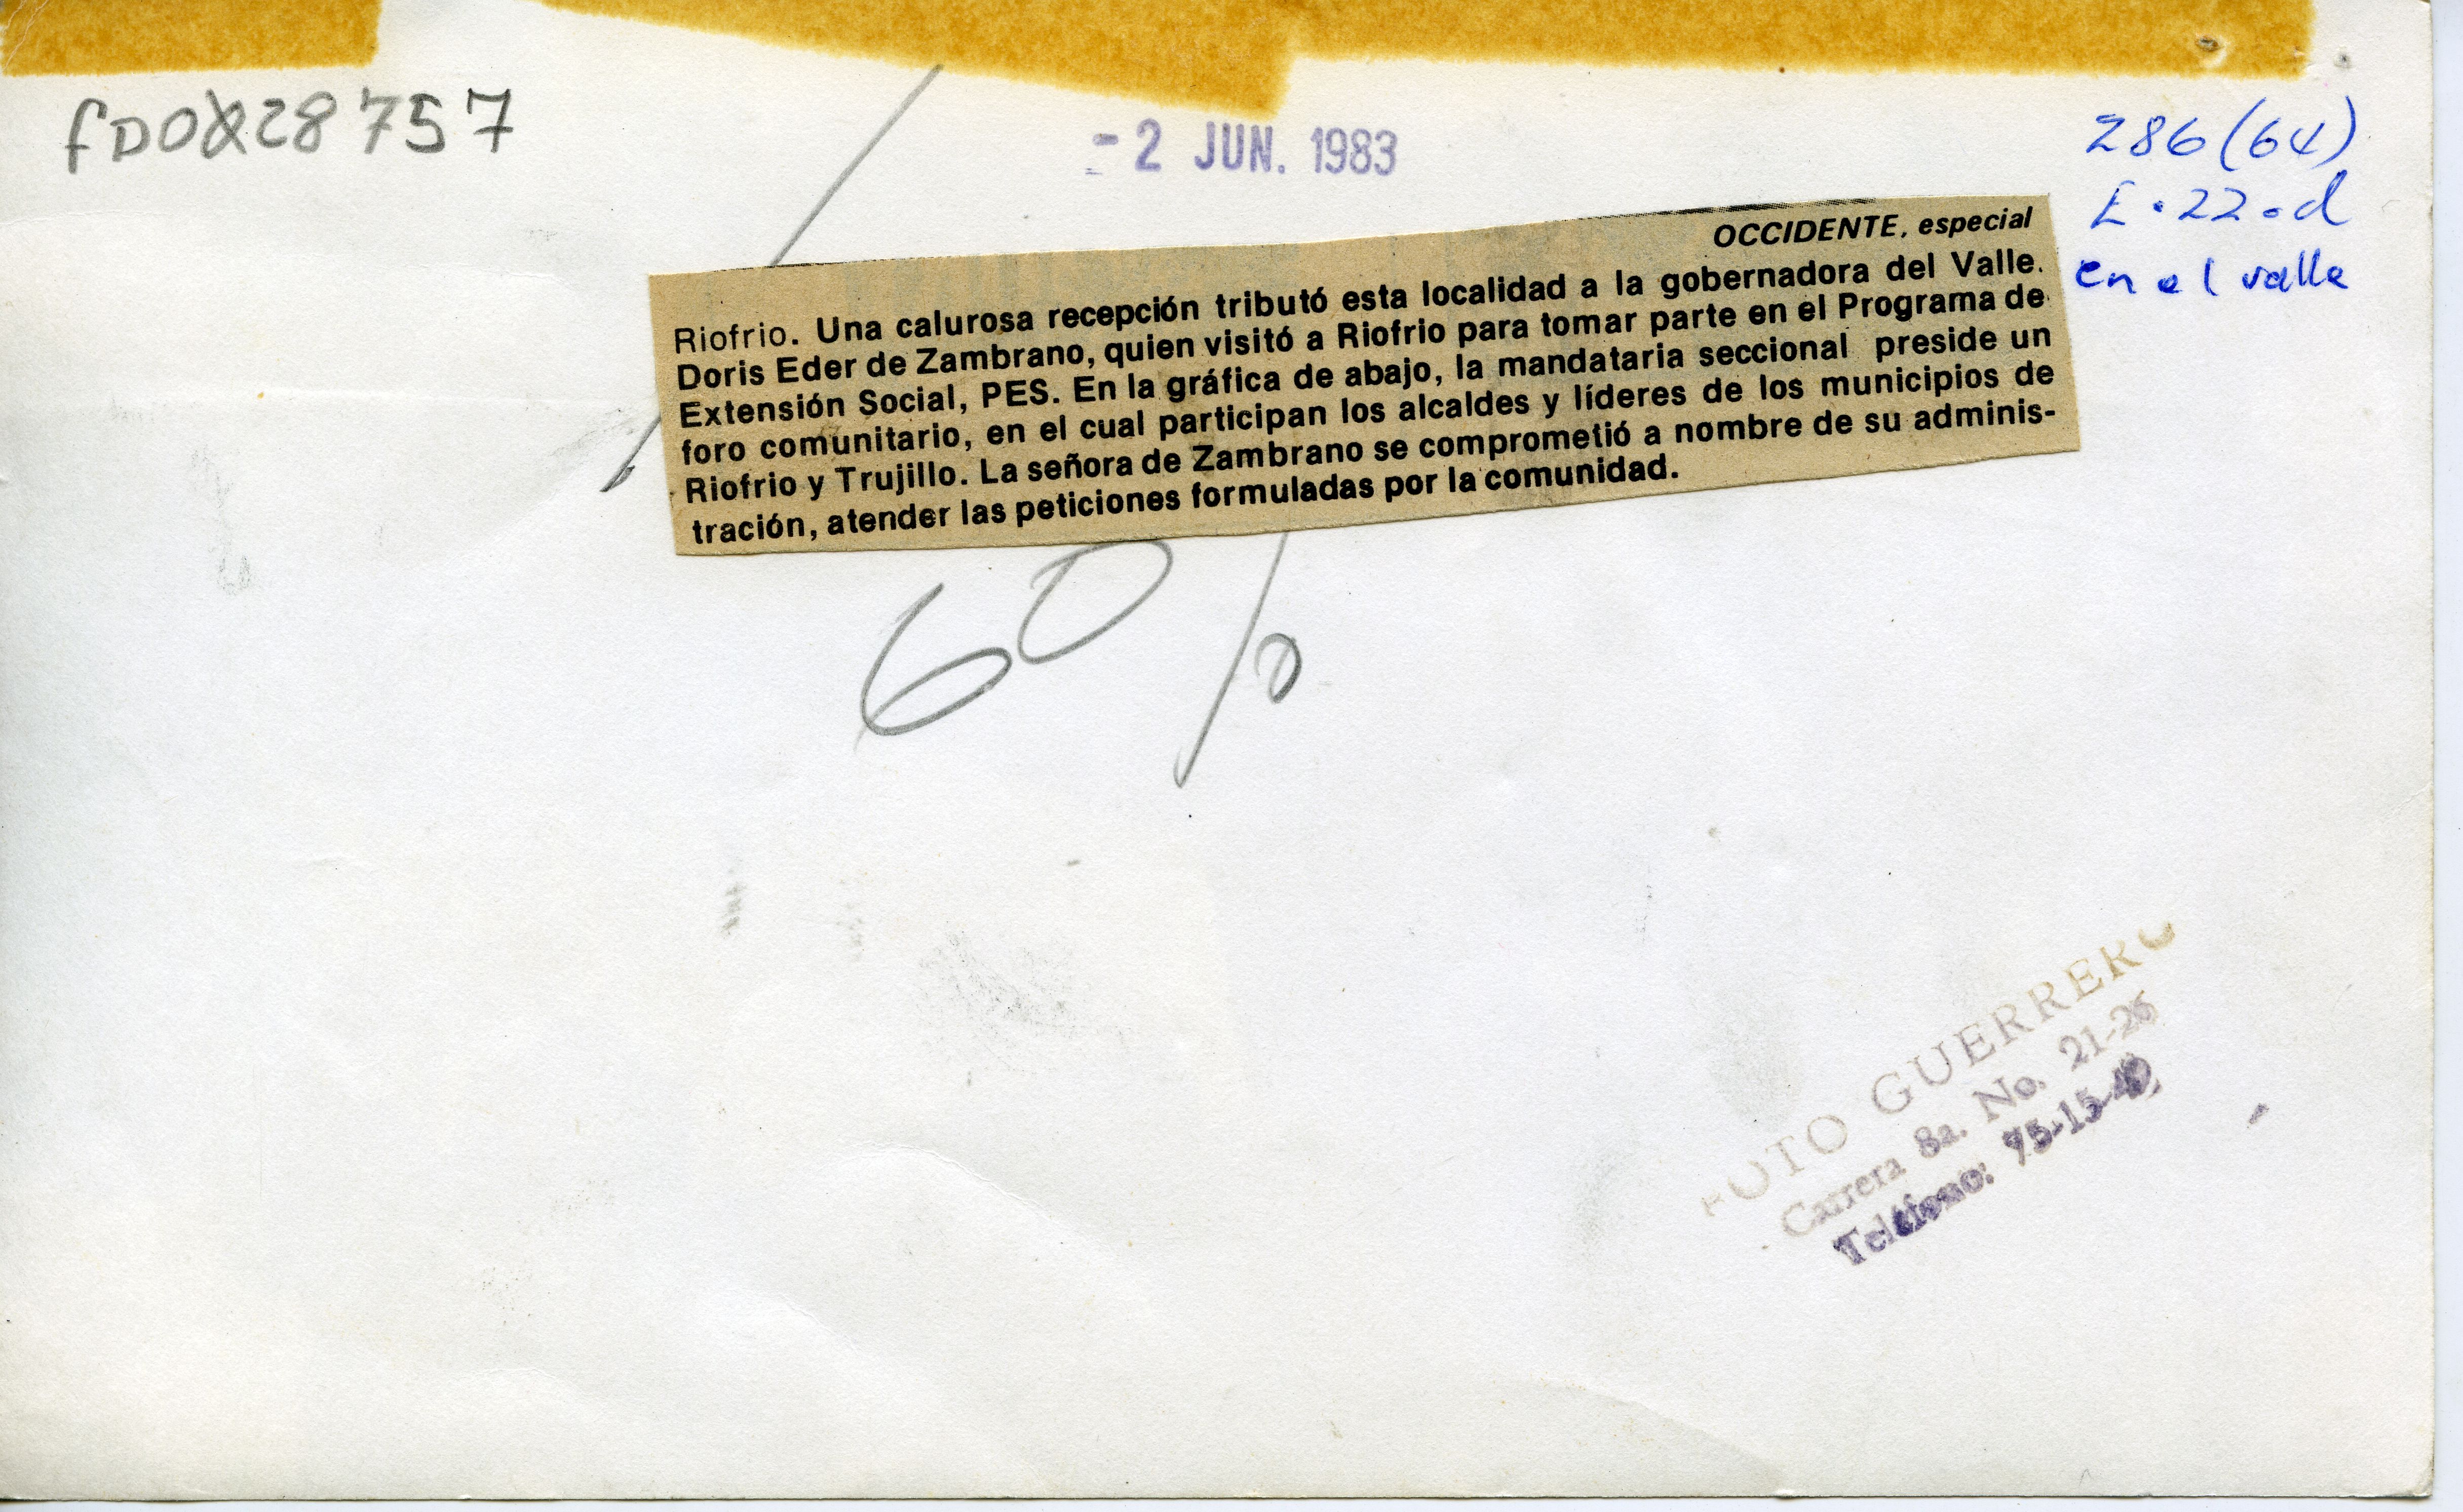 - 2 JUN. 1983
286 (64)
E. 22-d
en el valle
OCCIDENTE, especial
Riofrio. Una calurosa recepción tributó esta localidad a la gobernadora del Valle.
Doris Eder de Zambrano, quien visitó a Riofrio para tomar parte en el Programa de
Extensión Social, PES. En la gráfica de abajo, la mandataria seccional preside un
foro comunitario, en el cual participan los alcaldes y líderes de los municipios de
Riofrio y Trujillo. La señora de Zambrano se comprometió a nombre de su adminis-
tración, atender las peticiones formuladas por la comunidad.
FOTO GUERRERO
Carrera 8a. No. 21-26
Teléfono: 75-15-40